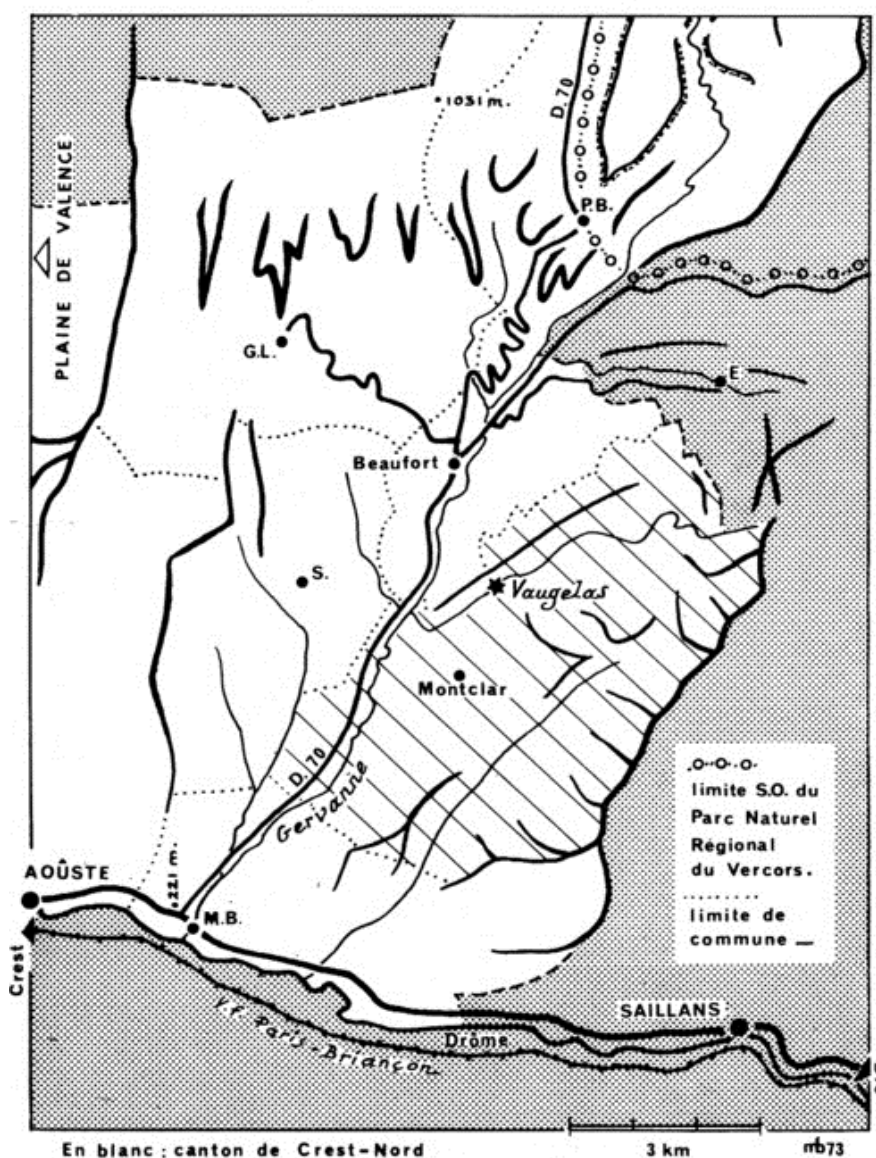 PLAINE DE VALENCE
1031 m.
D.70
P.B.
G.L.
E
Beaufort
S.
Vaugelas
Montclar
D.70
Gervanne
221 m.
AOÛSTE
M.B.
Crest
V.f. Paris-Briançon
Drôme
SAILLANS
limite S.O. du
Parc Naturel
Régional
du Vercors.
limite de
commune
En blanc : canton de Crest-Nord
3 km
mb73